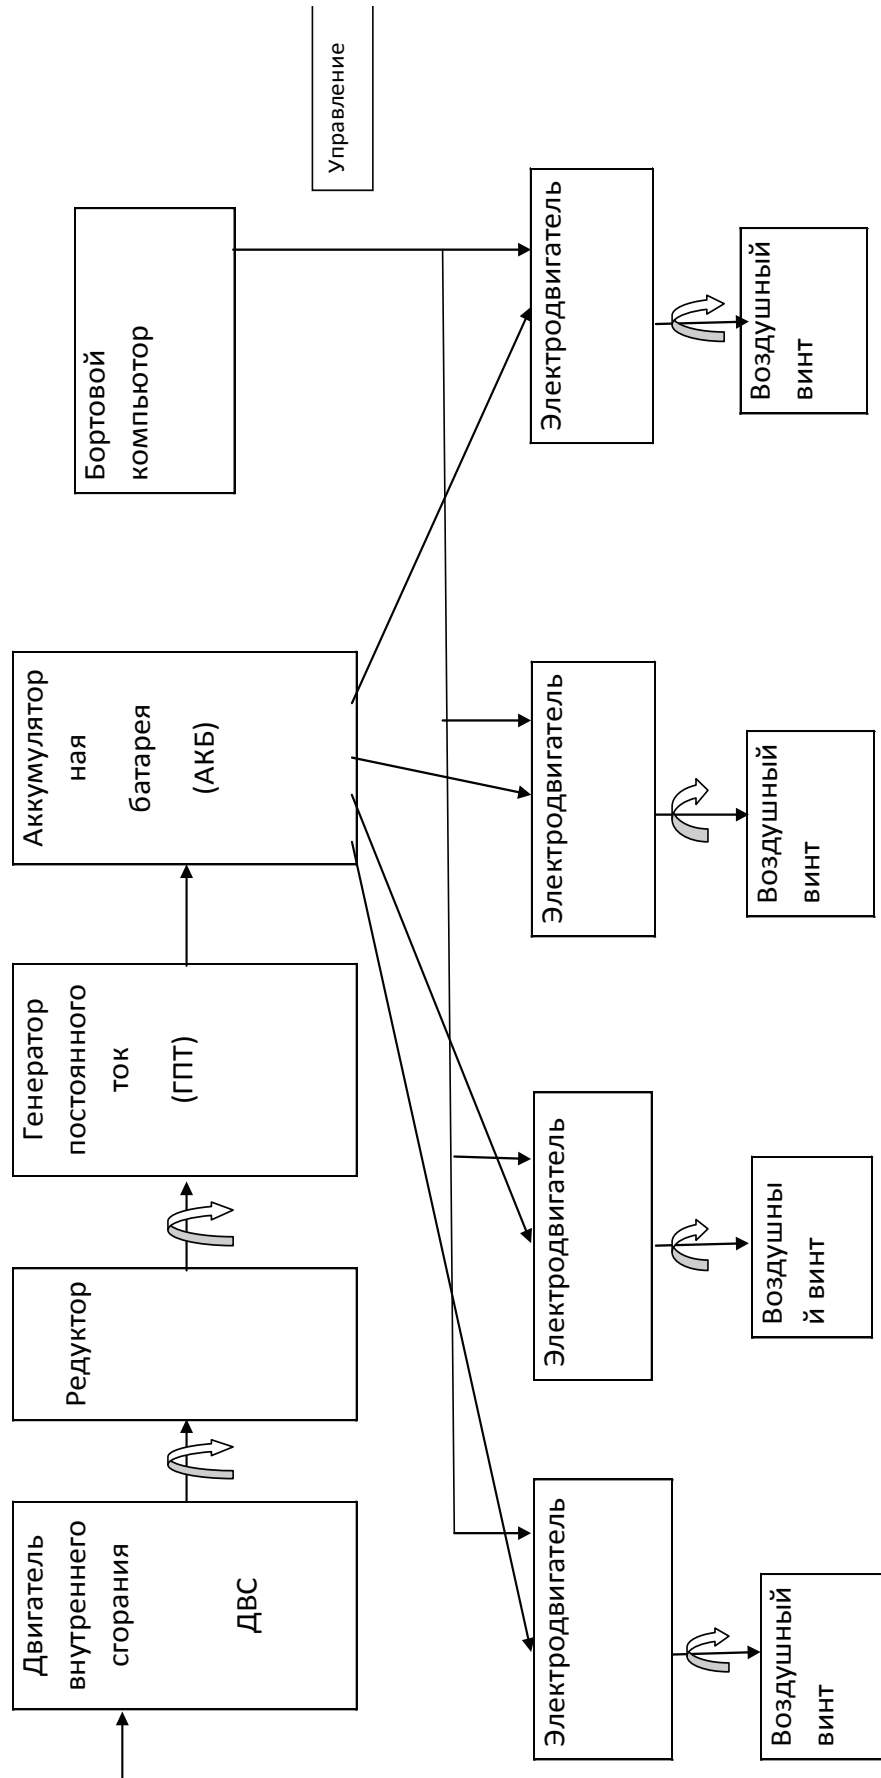 Двигатель
внутреннего
сгорания
ДВС
Редуктор
Генератор
постоянного
ток
(ГПТ)
Аккумулятор
ная
батарея
(АКБ)
Бортовой
компьютор
Управление
Электродвигатель
Электродвигатель
Электродвигатель
Электродвигатель
Воздушный
винт
Воздушны
й винт
Воздушный
винт
Воздушный
винт